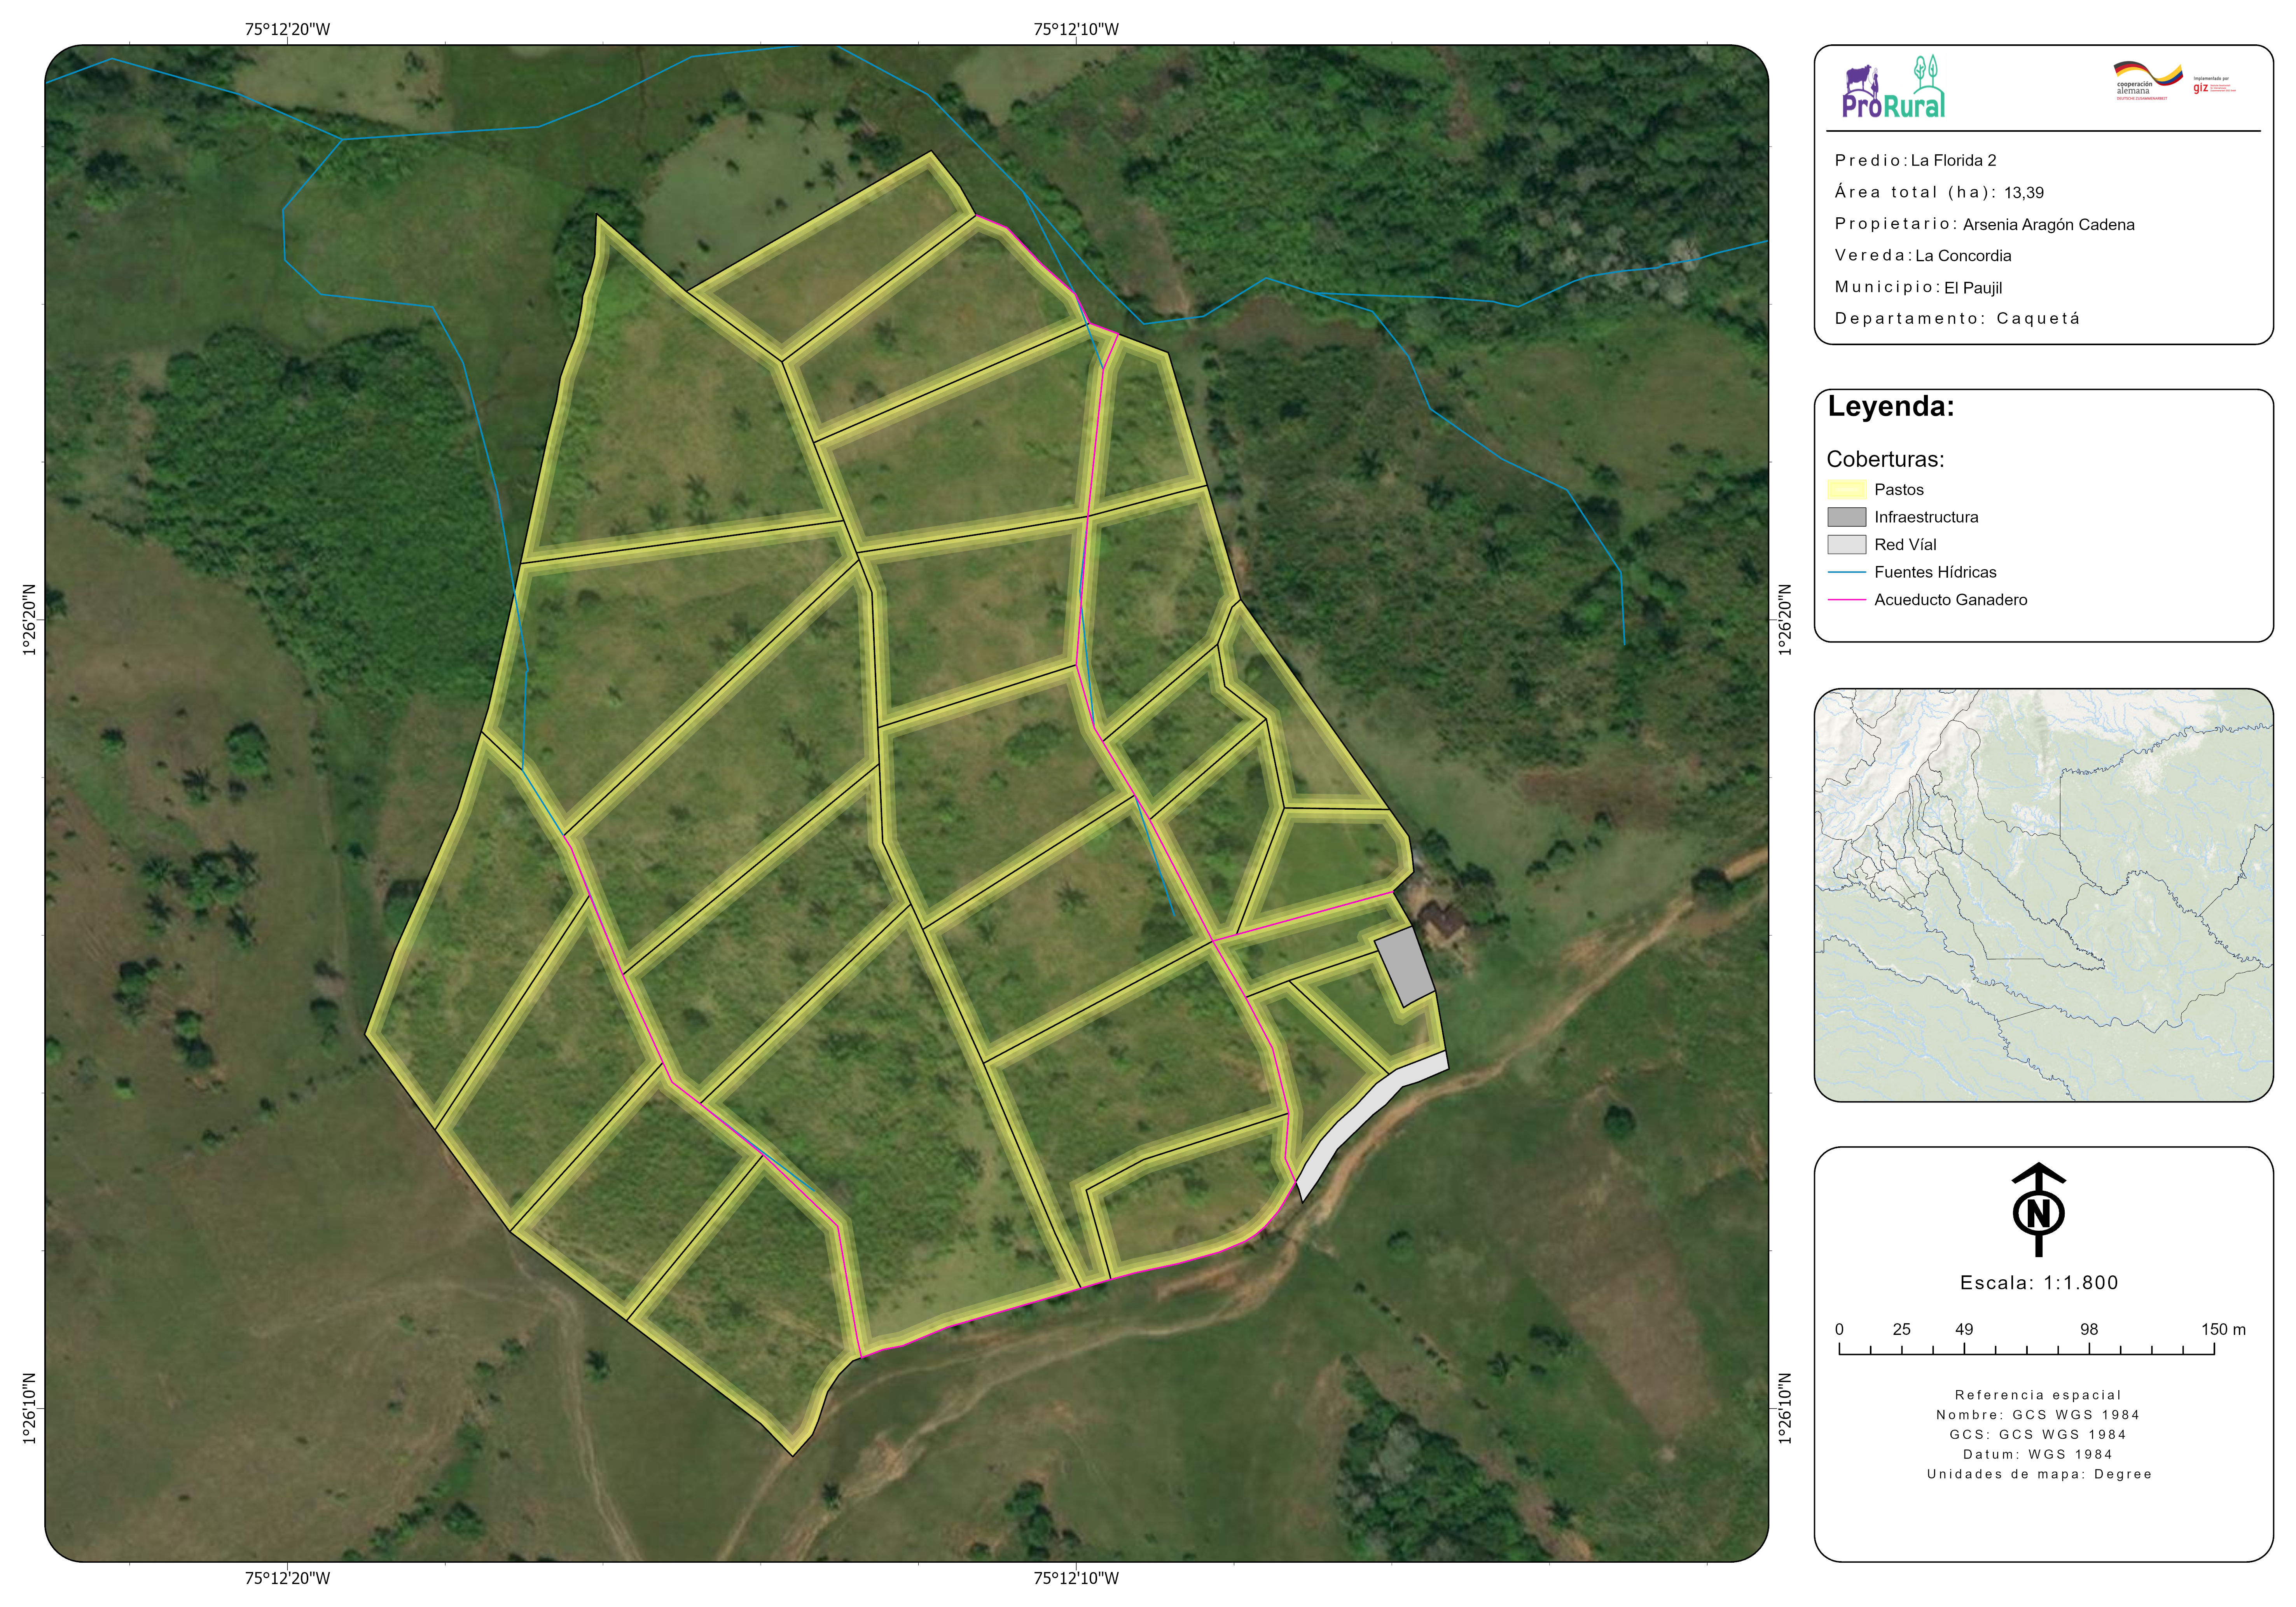 75°12'20"W
75°12'10"W
1°26'20"N
1°26'10"N
1°26'20"N
1°26'10"N
75°12'20"W
75°12'10"W
ProRural
cooperación
alemana
DEUTSCHE ZUSAMMENARBEIT
Implementada por
giz
Predio: La Florida 2
Área total (ha): 13,39
Propietario: Arsenia Aragón Cadena
Vereda: La Concordia
Municipio: El Paujil
Departamento: Caquetá
Leyenda:
Coberturas:
Pastos
Infraestructura
Red Víal
Fuentes Hídricas
Acueducto Ganadero
N
Escala: 1:1.800
0 25 49 98 150 m
Referencia espacial
Nombre: GCS WGS 1984
GCS: GCS WGS 1984
Datum: WGS 1984
Unidades de mapa: Degree